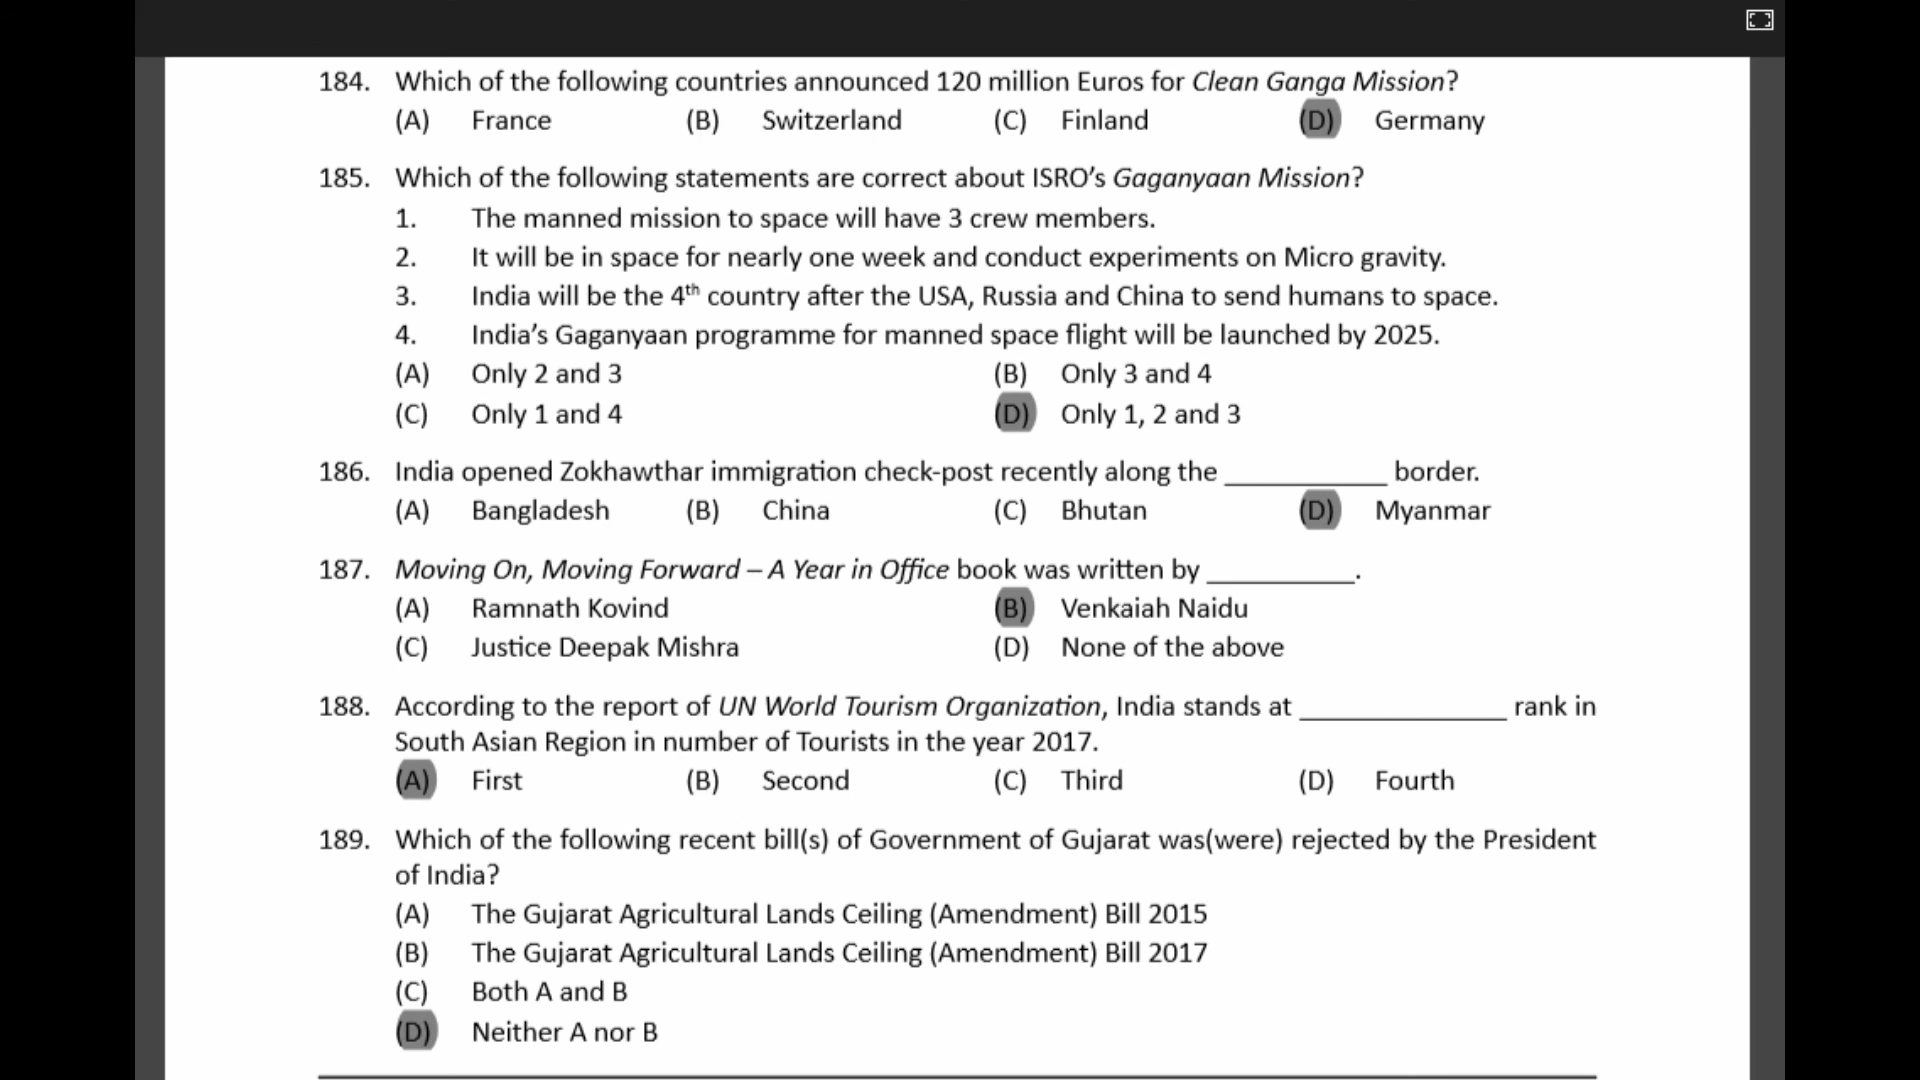 184. Which of the following countries announced 120 million Euros for Clean Ganga Mission?
(A) France (B) Switzerland (C) Finland (D) Germany
185. Which of the following statements are correct about ISRO’s Gaganyaan Mission?
1. The manned mission to space will have 3 crew members.
2. It will be in space for nearly one week and conduct experiments on Micro gravity.
3. India will be the 4th country after the USA, Russia and China to send humans to space.
4. India’s Gaganyaan programme for manned space flight will be launched by 2025.
(A) Only 2 and 3 (B) Only 3 and 4
(C) Only 1 and 4 (D) Only 1, 2 and 3
186. India opened Zokhawthar immigration check-post recently along the ___________ border.
(A) Bangladesh (B) China (C) Bhutan (D) Myanmar
187. Moving On, Moving Forward – A Year in Office book was written by __________.
(A) Ramnath Kovind (B) Venkaiah Naidu
(C) Justice Deepak Mishra (D) None of the above
188. According to the report of UN World Tourism Organization, India stands at ______________ rank in
South Asian Region in number of Tourists in the year 2017.
(A) First (B) Second (C) Third (D) Fourth
189. Which of the following recent bill(s) of Government of Gujarat was(were) rejected by the President
of India?
(A) The Gujarat Agricultural Lands Ceiling (Amendment) Bill 2015
(B) The Gujarat Agricultural Lands Ceiling (Amendment) Bill 2017
(C) Both A and B
(D) Neither A nor B